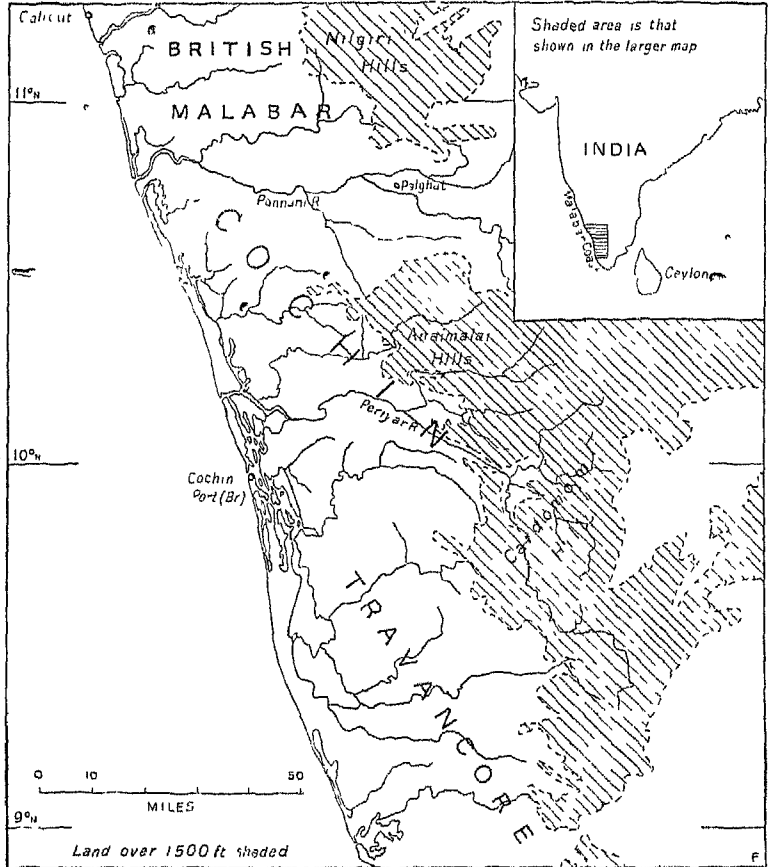 Calicut
BRITISH
MALABAR
Nilgiri
Hills
Shaded area is that
shown in the larger map
INDIA
Malabar Coast
Ceylon
11°N
Palghat
Ponnani R
COCHIN
Anaimalai
Hills
Periyar R
10°N
Cochin
Port (Br)
Cardamom
TRAVANCORE
0 10 50
MILES
9°N
Land over 1500 ft shaded